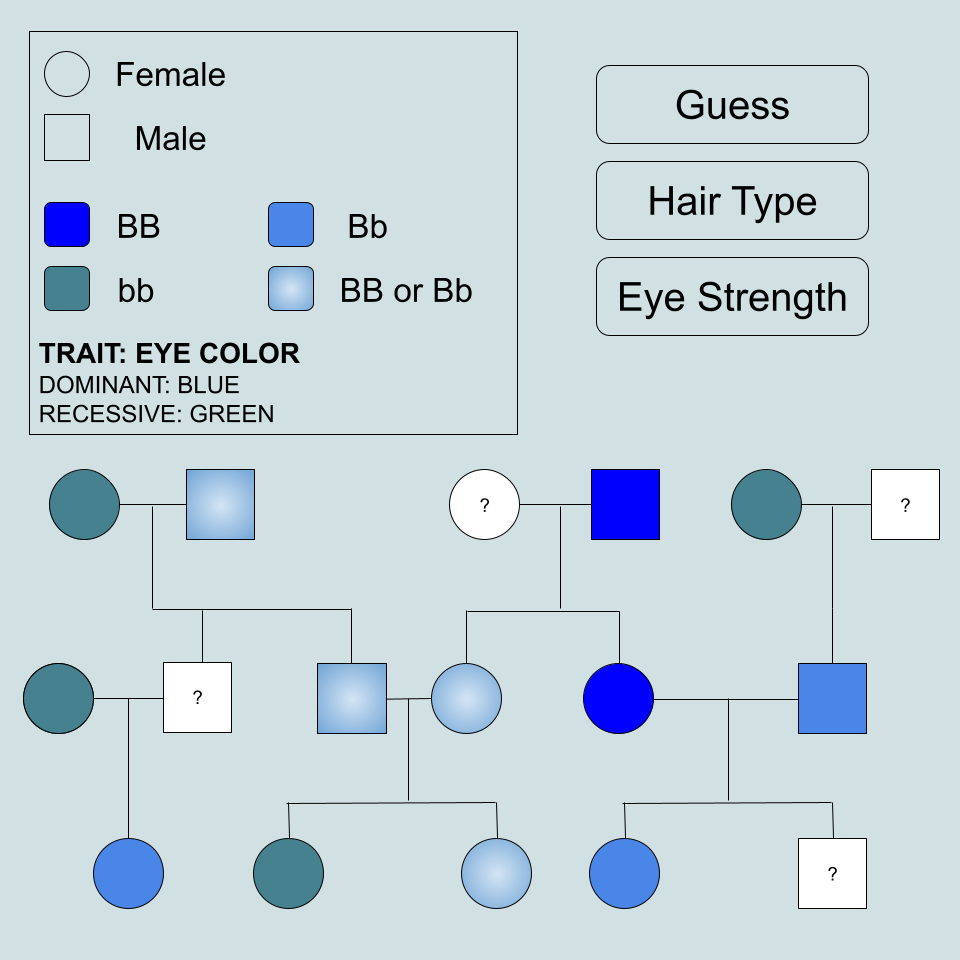 Female
Male
BB
Bb
bb
BB or Bb
TRAIT: EYE COLOR
DOMINANT: BLUE
RECESSIVE: GREEN
Guess
Hair Type
Eye Strength
?
?
?
?